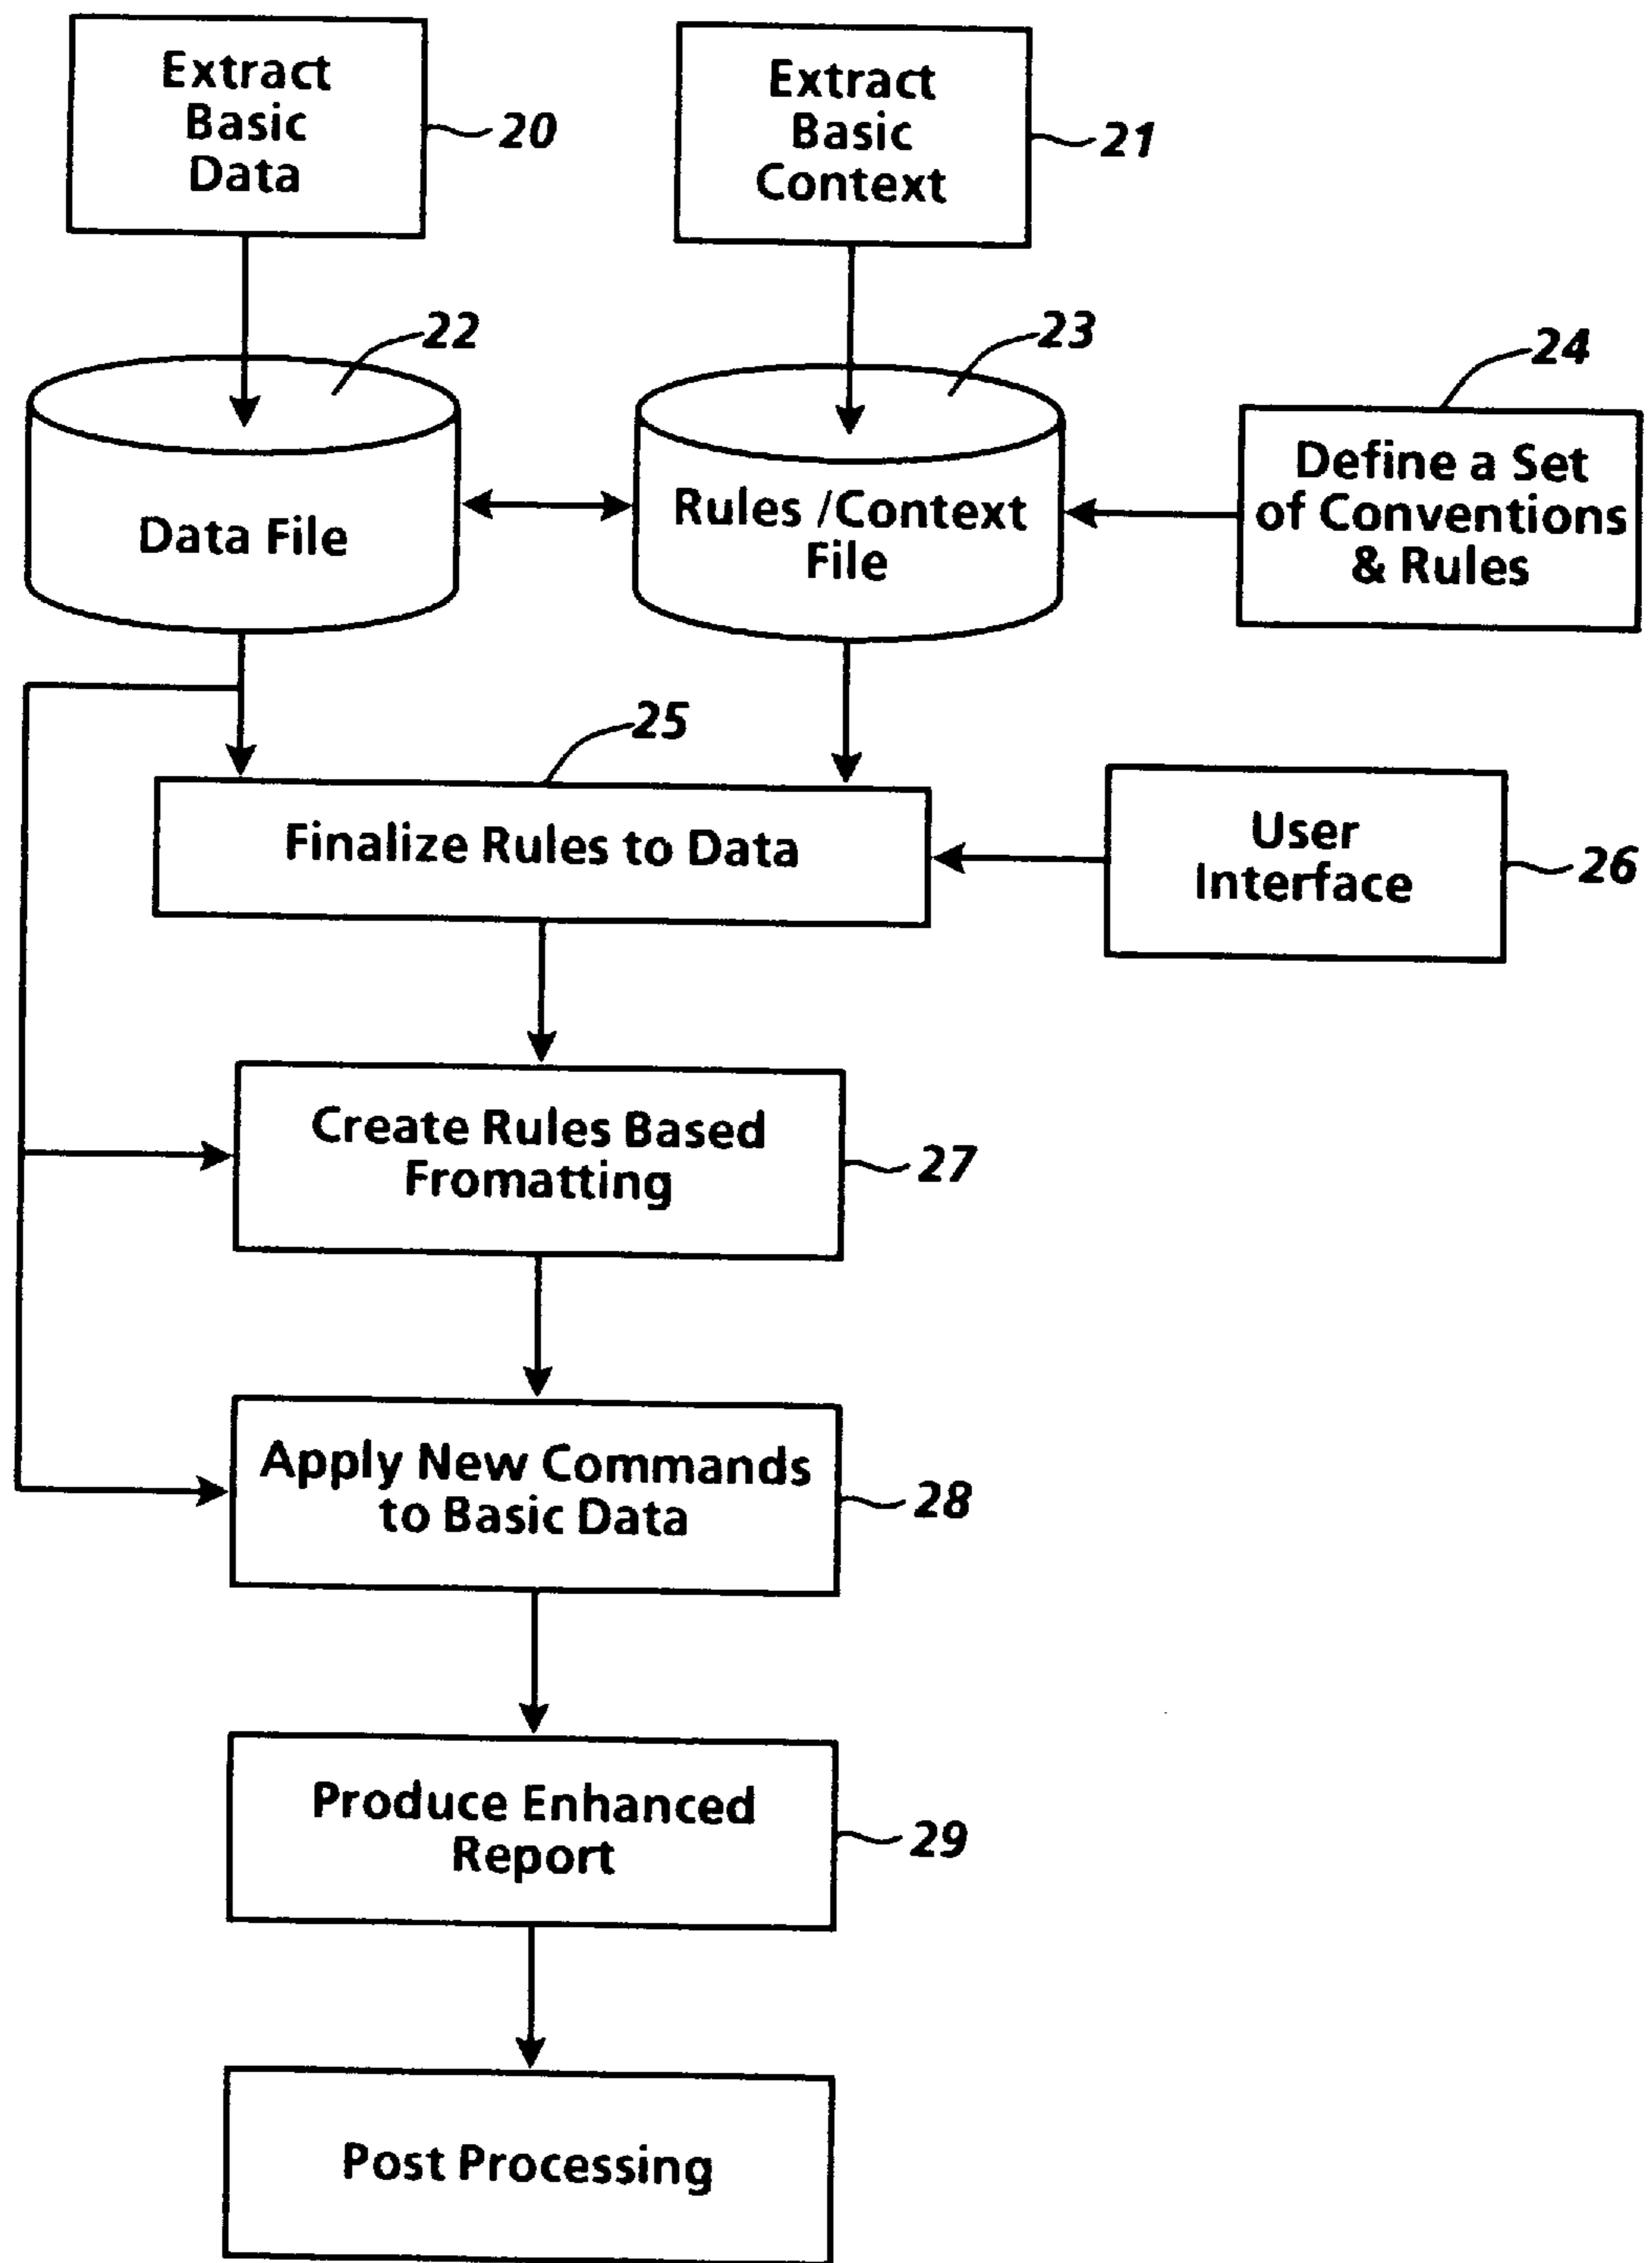 Extract
Basic
Data
20
Extract
Basic
Context
21
22
23
24
Data File
Rules /Context
File
Define a Set
of Conventions
& Rules
25
Finalize Rules to Data
User
Interface
26
Create Rules Based
Fromatting
27
Apply New Commands
to Basic Data
28
Produce Enhanced
Report
29
Post Processing